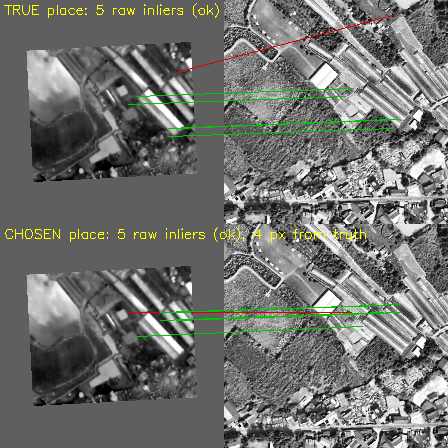 TRUE place: 5 raw inliers (ok)
CHOSEN place: 5 raw inliers (ok), 4 px from truth